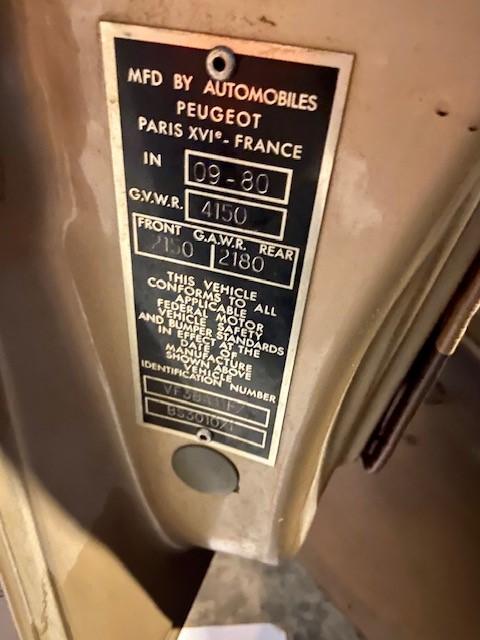 MFD BY AUTOMOBILES
PEUGEOT
PARIS XVIe - FRANCE
IN 09-80
G.V.W.R. 4150
FRONT G.A.W.R. REAR
2150 2180
THIS VEHICLE
CONFORMS TO ALL
APPLICABLE
FEDERAL MOTOR
VEHICLE SAFETY
AND BUMPER STANDARDS
IN EFFECT AT THE
DATE OF
MANUFACTURE
SHOWN ABOVE
VEHICLE
IDENTIFICATION NUMBER